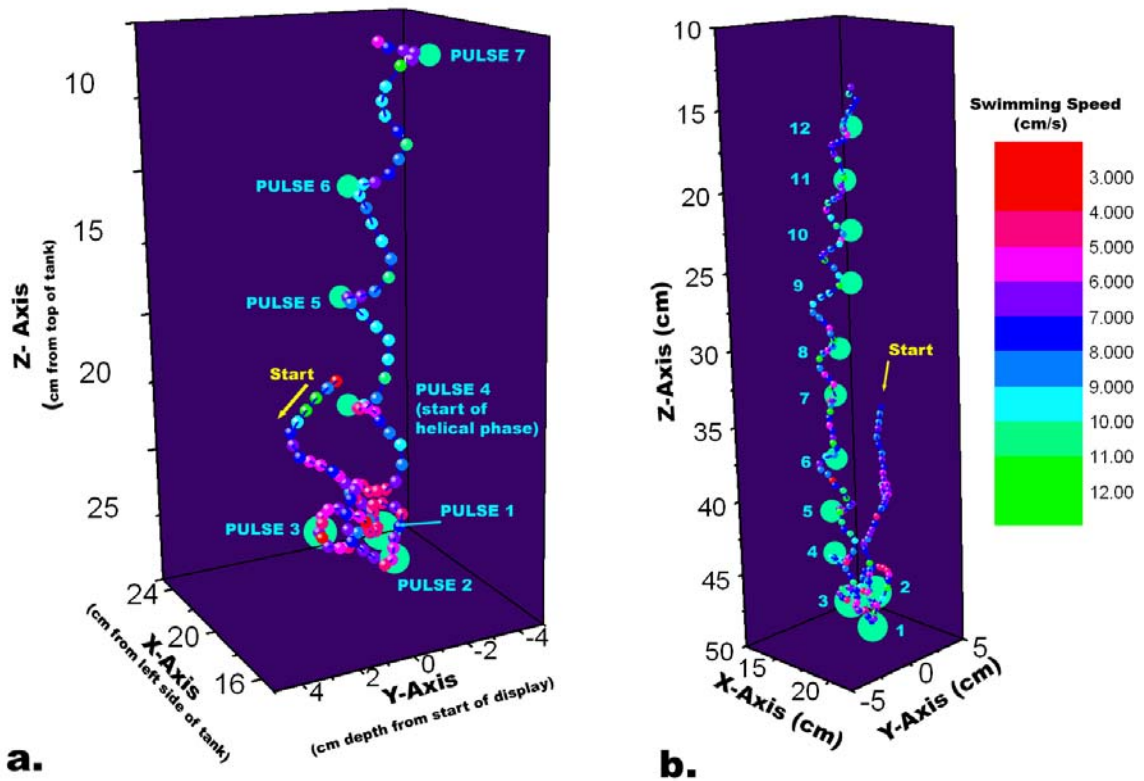 10
15
20
25
Z- Axis
(cm from top of tank)
24
20
16
X-Axis
(cm from left side of tank)
4
2
0
-2
-4
Y-Axis
(cm depth from start of display)
PULSE 7
PULSE 6
PULSE 5
Start
PULSE 4
(start of
helical phase)
PULSE 3
PULSE 1
PULSE 2
a.
10
15
20
25
30
35
40
45
50
Z-Axis (cm)
15
20
X-Axis (cm)
-5
0
5
Y-Axis (cm)
12
11
10
9
8
Start
7
6
5
4
3
2
1
b.
Swimming Speed
(cm/s)
3.000
4.000
5.000
6.000
7.000
8.000
9.000
10.00
11.00
12.00